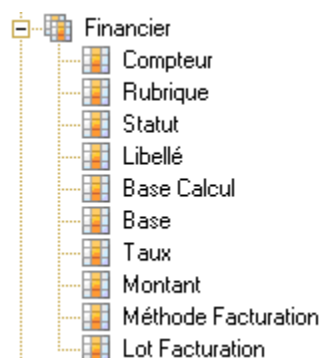 Financier
Compteur
Rubrique
Statut
Libellé
Base Calcul
Base
Taux
Montant
Méthode Facturation
Lot Facturation